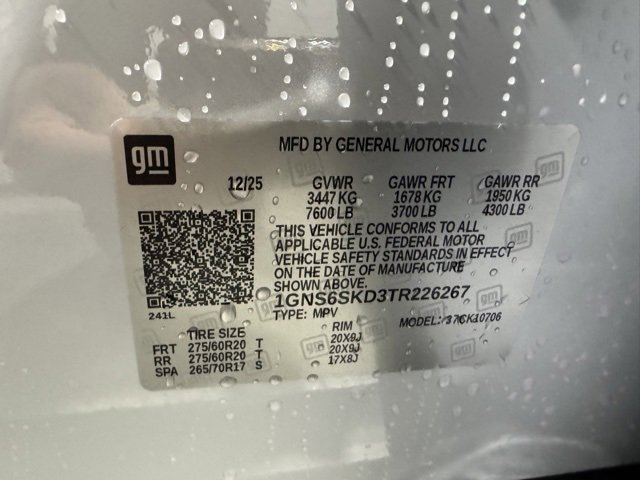 gm
MFD BY GENERAL MOTORS LLC
12/25 GVWR GAWR FRT GAWR RR
3447 KG 1678 KG 1950 KG
7600 LB 3700 LB 4300 LB
THIS VEHICLE CONFORMS TO ALL
APPLICABLE U.S. FEDERAL MOTOR
VEHICLE SAFETY STANDARDS IN EFFECT
ON THE DATE OF MANUFACTURE
SHOWN ABOVE.
1GNS6SKD3TR226267
241L
TYPE: MPV MODEL: CK10706
TIRE SIZE RIM
FRT 275/60R20 T 20X9J
RR 275/60R20 T 20X9J
SPA 265/70R17 S 17X8J